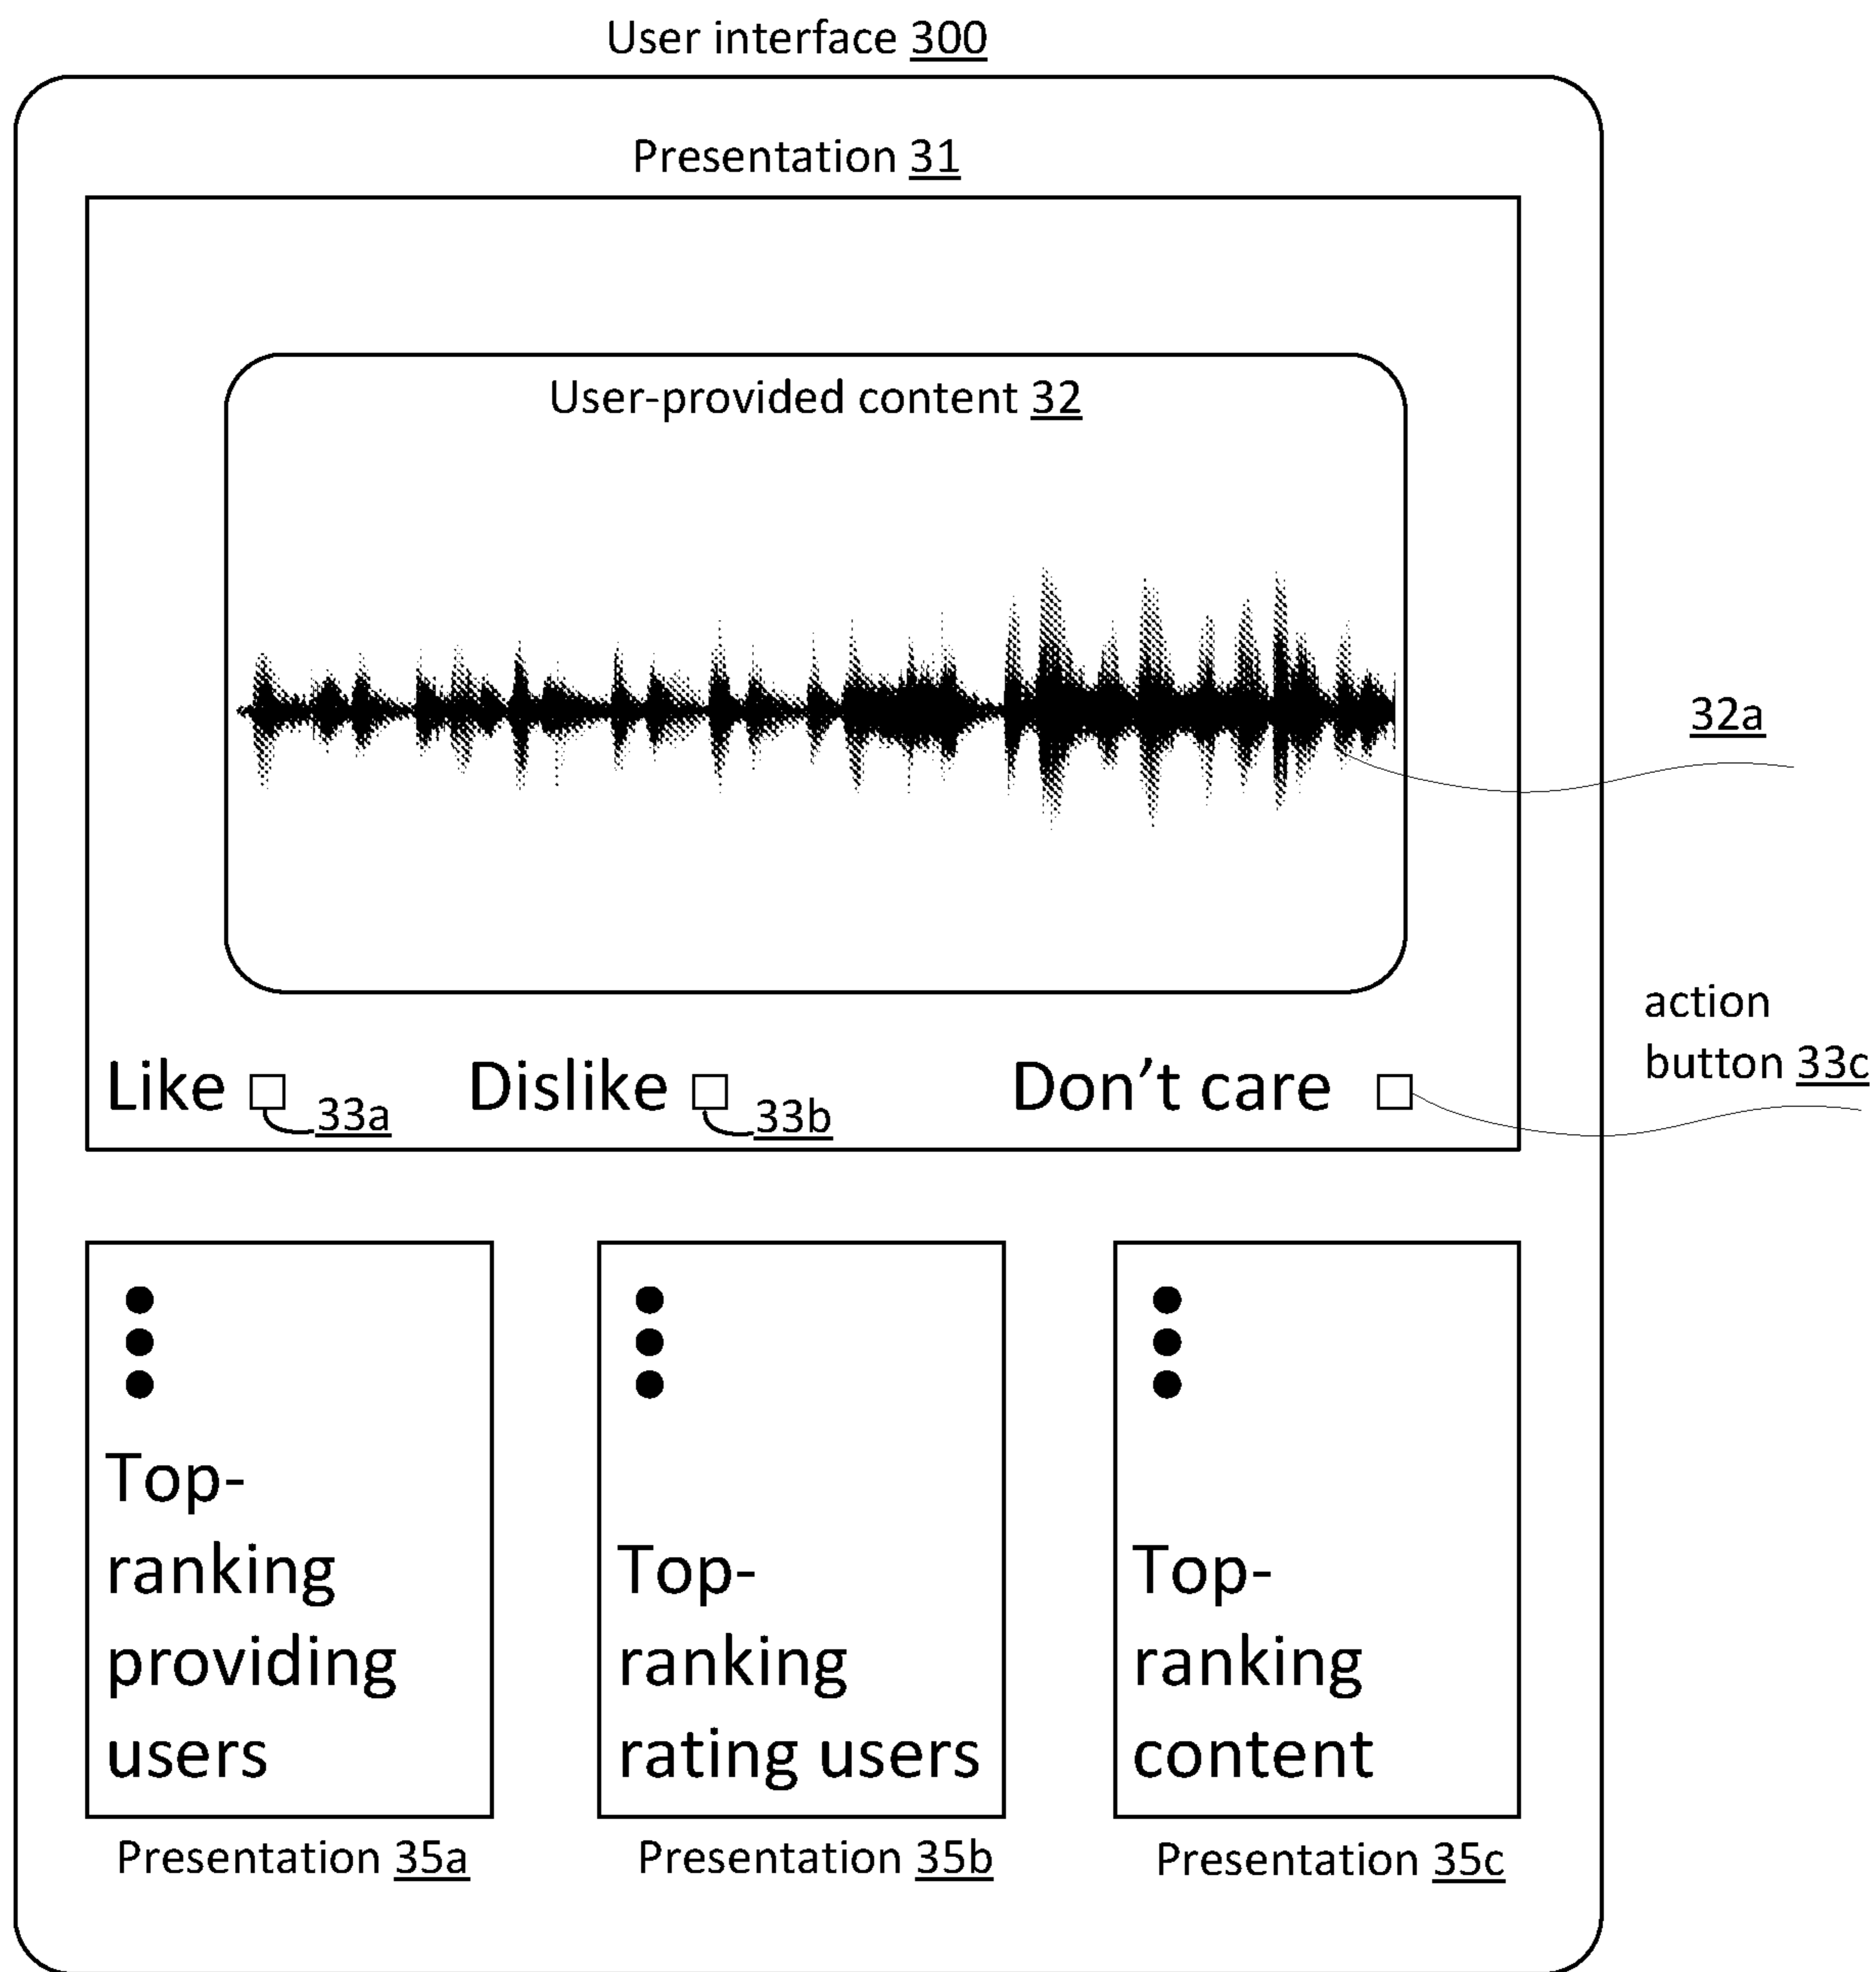 User interface 300
Presentation 31
User-provided content 32
32a
action
button 33c
Like
33a
Dislike
33b
Don’t care
Top-
ranking
providing
users
Presentation 35a
Top-
ranking
rating users
Presentation 35b
Top-
ranking
content
Presentation 35c